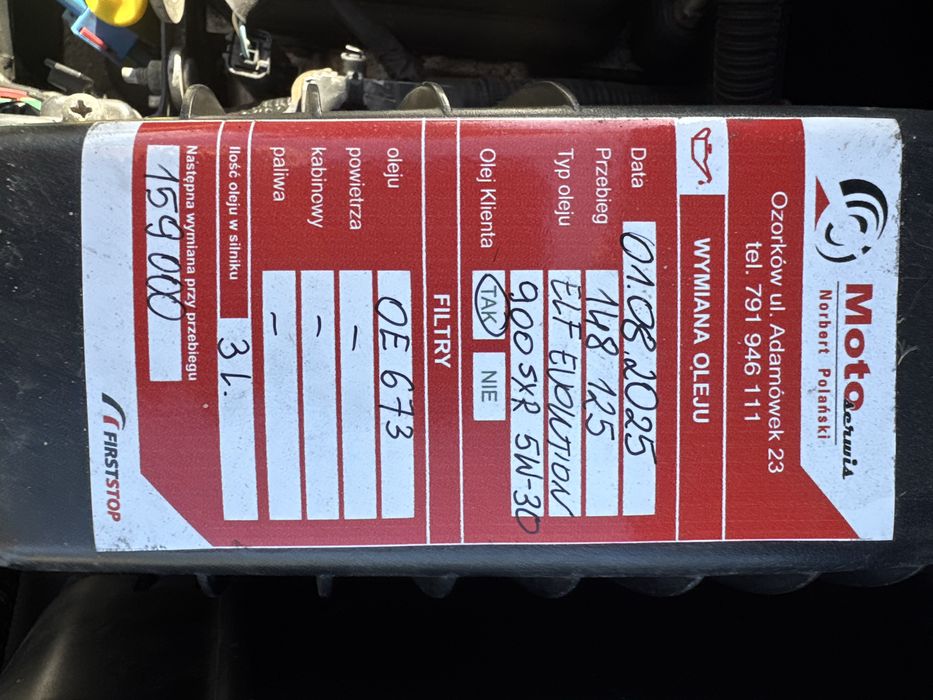 Moto serwis
Norbert Polański
Ozorków ul. Adamówek 23
tel. 791 946 111
WYMIANA OLEJU
Data 01.08.2025
Przebieg 148 125
Typ oleju ELF EVOLUTION
900 SXR 5W-30
Olej Klienta TAK NIE
FILTRY
oleju OE 673
powietrza –
kabinowy –
paliwa –
Ilość oleju w silniku 3 l.
Następna wymiana przy przebiegu
159 000
FIRSTSTOP